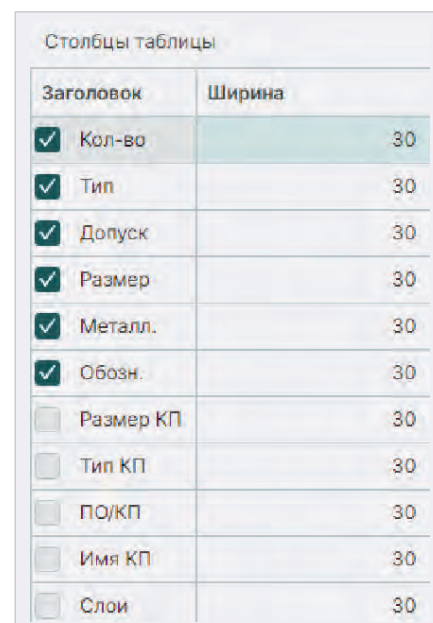 Столбцы таблицы
Заголовок Ширина
Кол-во 30
Тип 30
Допуск 30
Размер 30
Металл. 30
Обозн. 30
Размер КП 30
Тип КП 30
ПО/КП 30
Имя КП 30
Слои 30